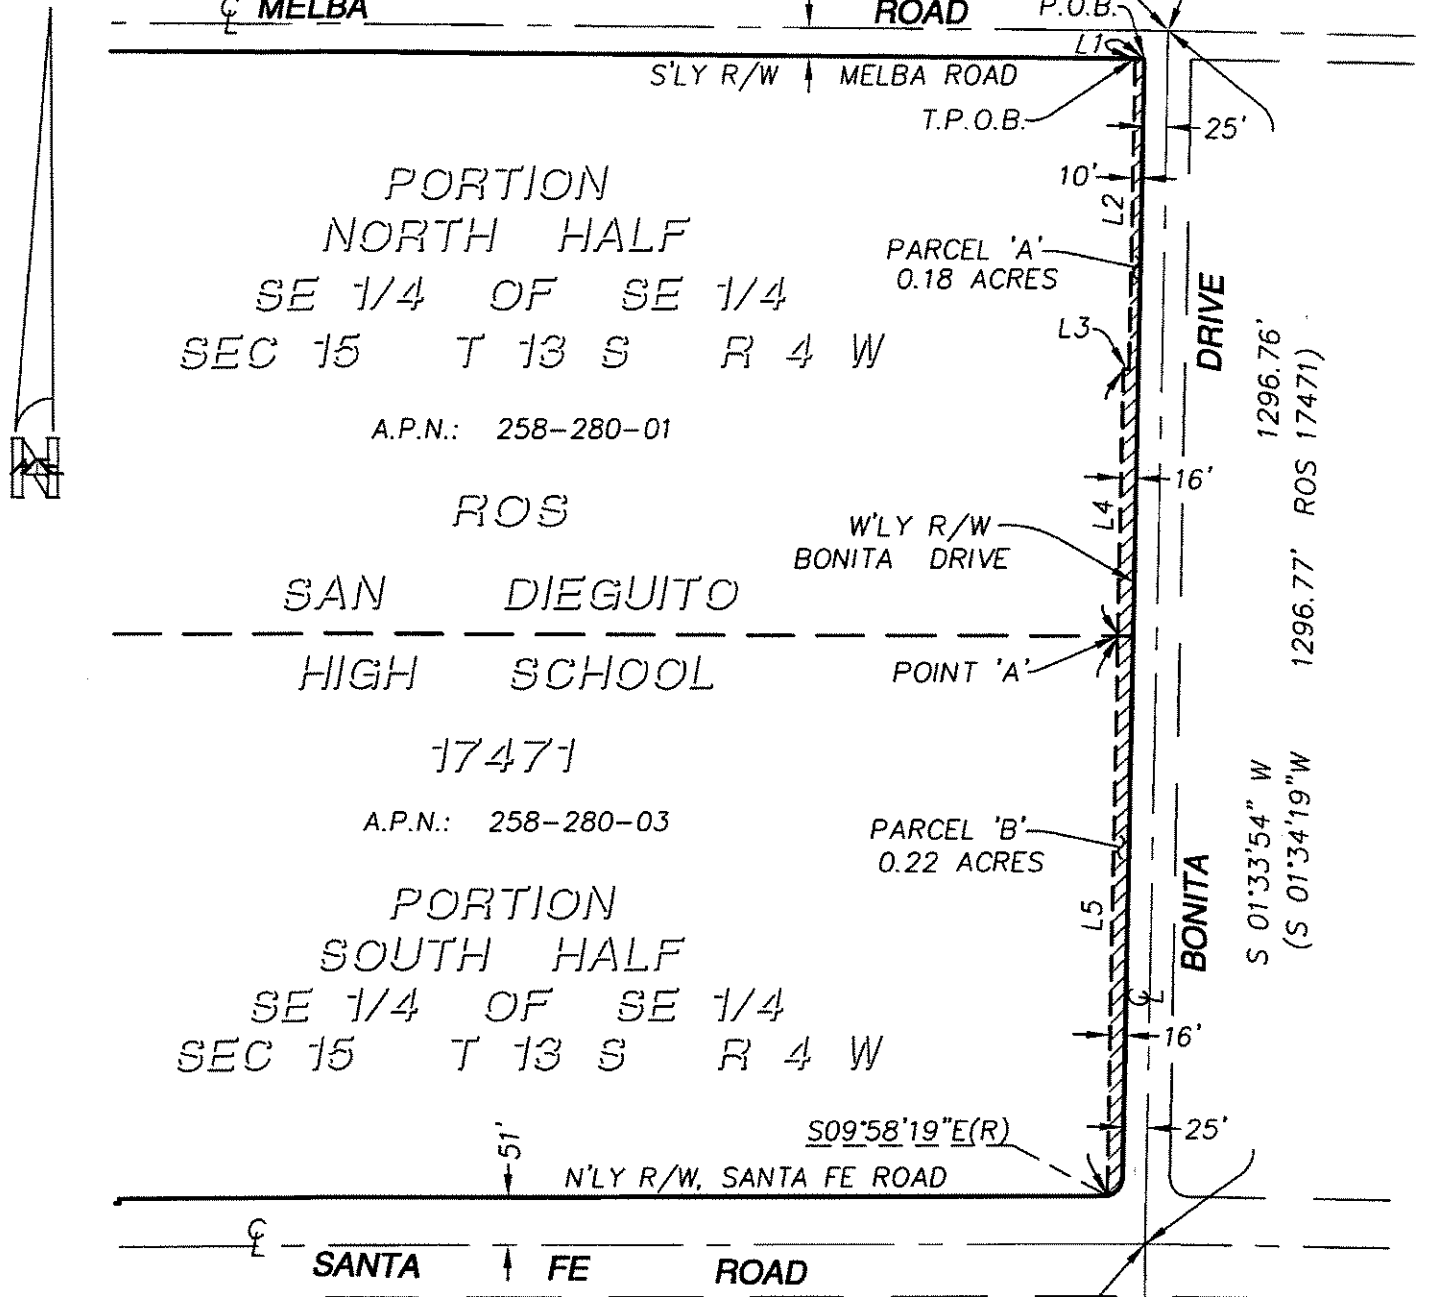 ℄ MELBA ROAD
P.O.B.
L1
S'LY R/W MELBA ROAD
T.P.O.B.
25'
PORTION
10'
NORTH HALF
L2
PARCEL 'A'
0.18 ACRES
SE 1/4 OF SE 1/4
DRIVE
L3
SEC 15 T 13 S R 4 W
1296.76'
1296.77' ROS 17471)
A.P.N.: 258-280-01
16'
ROS
L4
W'LY R/W
BONITA DRIVE
SAN DIEGUITO
HIGH SCHOOL
POINT 'A'
17471
S 01°33'54" W
(S 01°34'19"W
A.P.N.: 258-280-03
PARCEL 'B'
0.22 ACRES
PORTION
L5
BONITA
SOUTH HALF
SE 1/4 OF SE 1/4
℄
SEC 15 T 13 S R 4 W
16'
S09°58'19"E(R)
25'
51'
N'LY R/W, SANTA FE ROAD
℄
SANTA FE ROAD
N